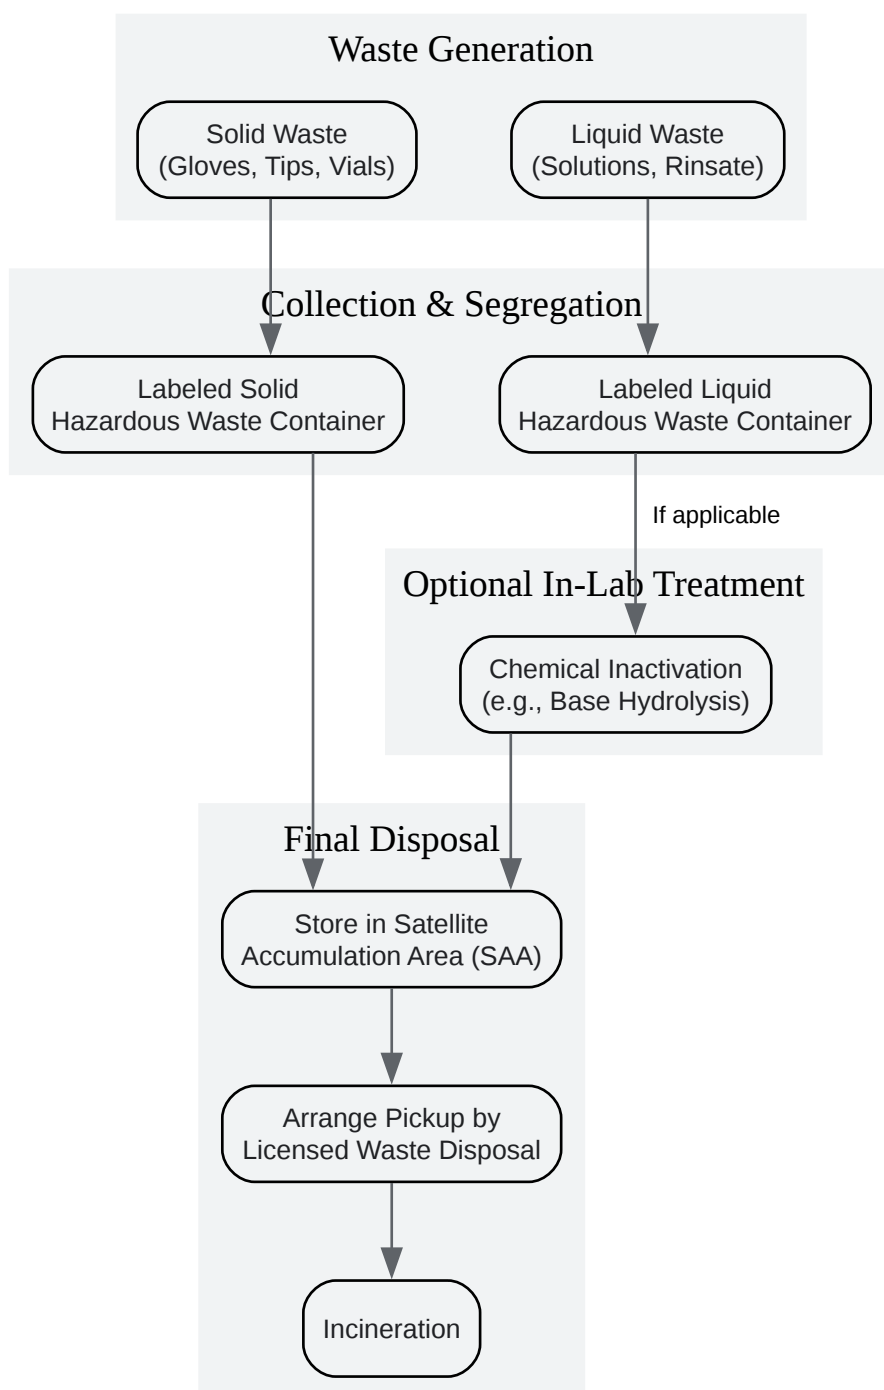 Waste Generation
Solid Waste
(Gloves, Tips, Vials)
Liquid Waste
(Solutions, Rinsate)
Collection & Segregation
Labeled Solid
Hazardous Waste Container
Labeled Liquid
Hazardous Waste Container
If applicable
Optional In-Lab Treatment
Chemical Inactivation
(e.g., Base Hydrolysis)
Final Disposal
Store in Satellite
Accumulation Area (SAA)
Arrange Pickup by
Licensed Waste Disposal
Incineration